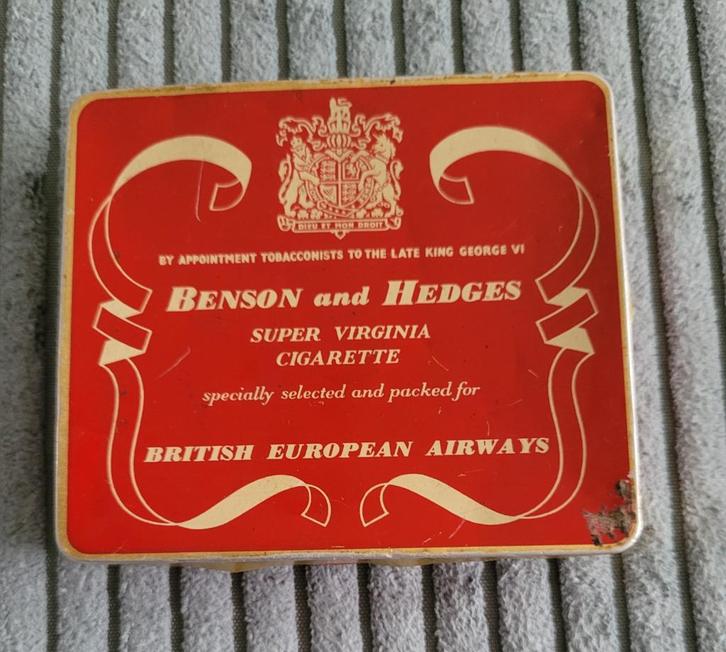 DIEU ET MON DROIT
BY APPOINTMENT TOBACCONISTS TO THE LATE KING GEORGE VI
BENSON and HEDGES
SUPER VIRGINIA
CIGARETTE
specially selected and packed for
BRITISH EUROPEAN AIRWAYS